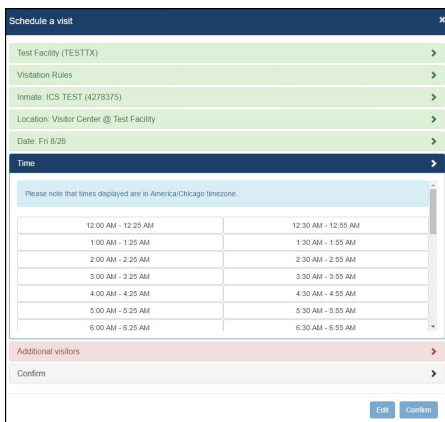 Schedule a visit ×
Test Facility (TESTTX)
Visitation Rules
Inmate: ICS TEST (4278375)
Location: Visitor Center @ Test Facility
Date: Fri 8/26
Time
Please note that times displayed are in America/Chicago timezone.
12:00 AM - 12:25 AM 12:30 AM - 12:55 AM
1:00 AM - 1:25 AM 1:30 AM - 1:55 AM
2:00 AM - 2:25 AM 2:30 AM - 2:55 AM
3:00 AM - 3:25 AM 3:30 AM - 3:55 AM
4:00 AM - 4:25 AM 4:30 AM - 4:55 AM
5:00 AM - 5:25 AM 5:30 AM - 5:55 AM
6:00 AM - 6:25 AM 6:30 AM - 6:55 AM
Additional visitors
Confirm
Edit Confirm